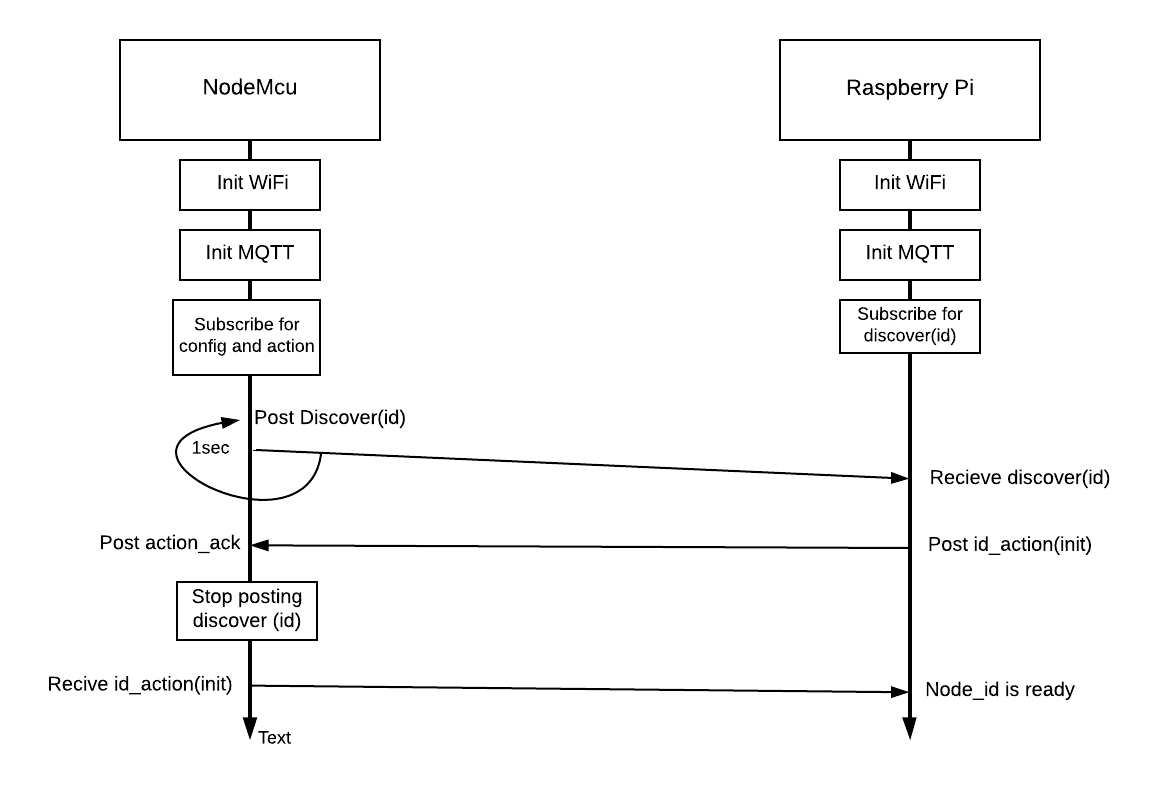 NodeMcu
Raspberry Pi
Init WiFi
Init WiFi
Init MQTT
Init MQTT
Subscribe for
config and action
Subscribe for
discover(id)
Post Discover(id)
1sec
Recieve discover(id)
Post action_ack
Post id_action(init)
Stop posting
discover (id)
Recive id_action(init)
Node_id is ready
Text